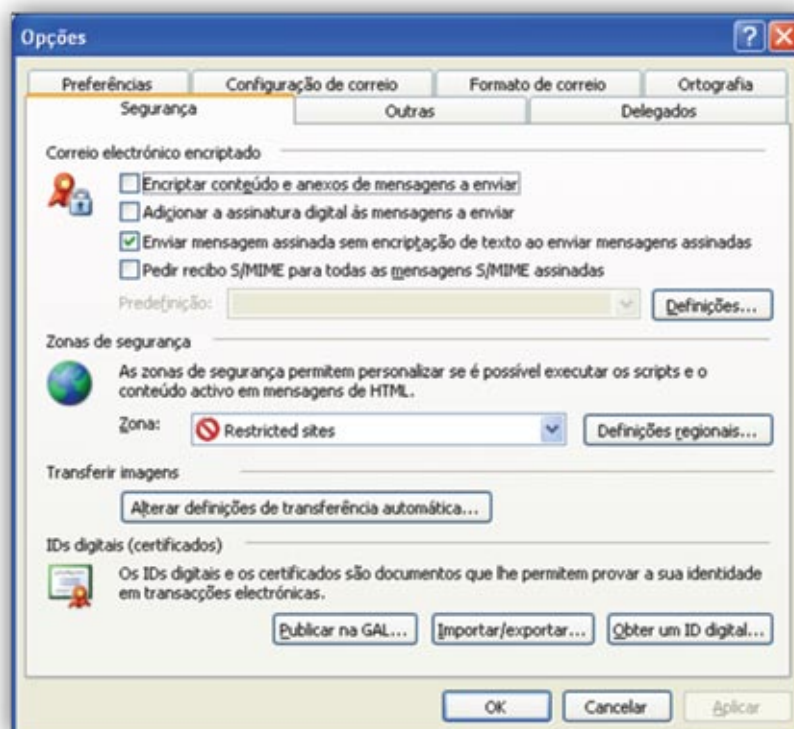 Opções
Preferências Configuração de correio Formato de correio Ortografia
Segurança Outras Delegados
Correio electrónico encriptado
Encriptar conteúdo e anexos de mensagens a enviar
Adicionar a assinatura digital às mensagens a enviar
Enviar mensagem assinada sem encriptação de texto ao enviar mensagens assinadas
Pedir recibo S/MIME para todas as mensagens S/MIME assinadas
Predefinição: Definições...
Zonas de segurança
As zonas de segurança permitem personalizar se é possível executar os scripts e o
conteúdo activo em mensagens de HTML.
Zona: Restricted sites Definições regionais...
Transferir imagens
Alterar definições de transferência automática...
IDs digitais (certificados)
Os IDs digitais e os certificados são documentos que lhe permitem provar a sua identidade
em transacções electrónicas.
Publicar na GAL... Importar/exportar... Obter um ID digital...
OK Cancelar Aplicar